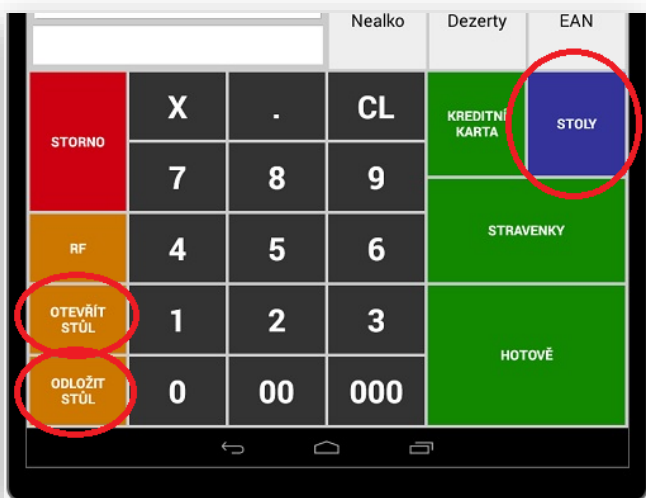 Nealko Dezerty EAN
STORNO
X . CL
KREDITNÍ
KARTA
STOLY
7 8 9
RF
4 5 6
STRAVENKY
OTEVŘÍT
STŮL
1 2 3
HOTOVĚ
ODLOŽIT
STŮL
0 00 000